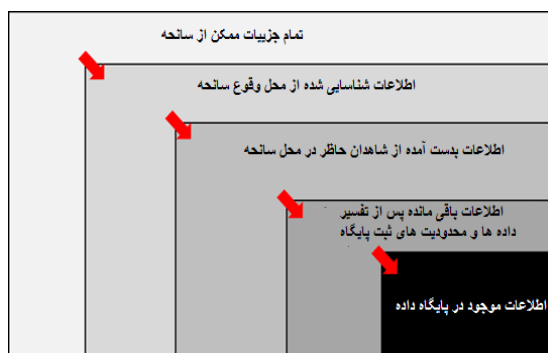 تمام جزییات ممکن از سانحه
اطلاعات شناسایی شده از محل وقوع سانحه
اطلاعات بدست آمده از شاهدان حاظر در محل سانحه
اطلاعات باقی مانده پس از تفسیر
داده ها و محدودیت های ثبت پایگاه
اطلاعات موجود در پایگاه داده